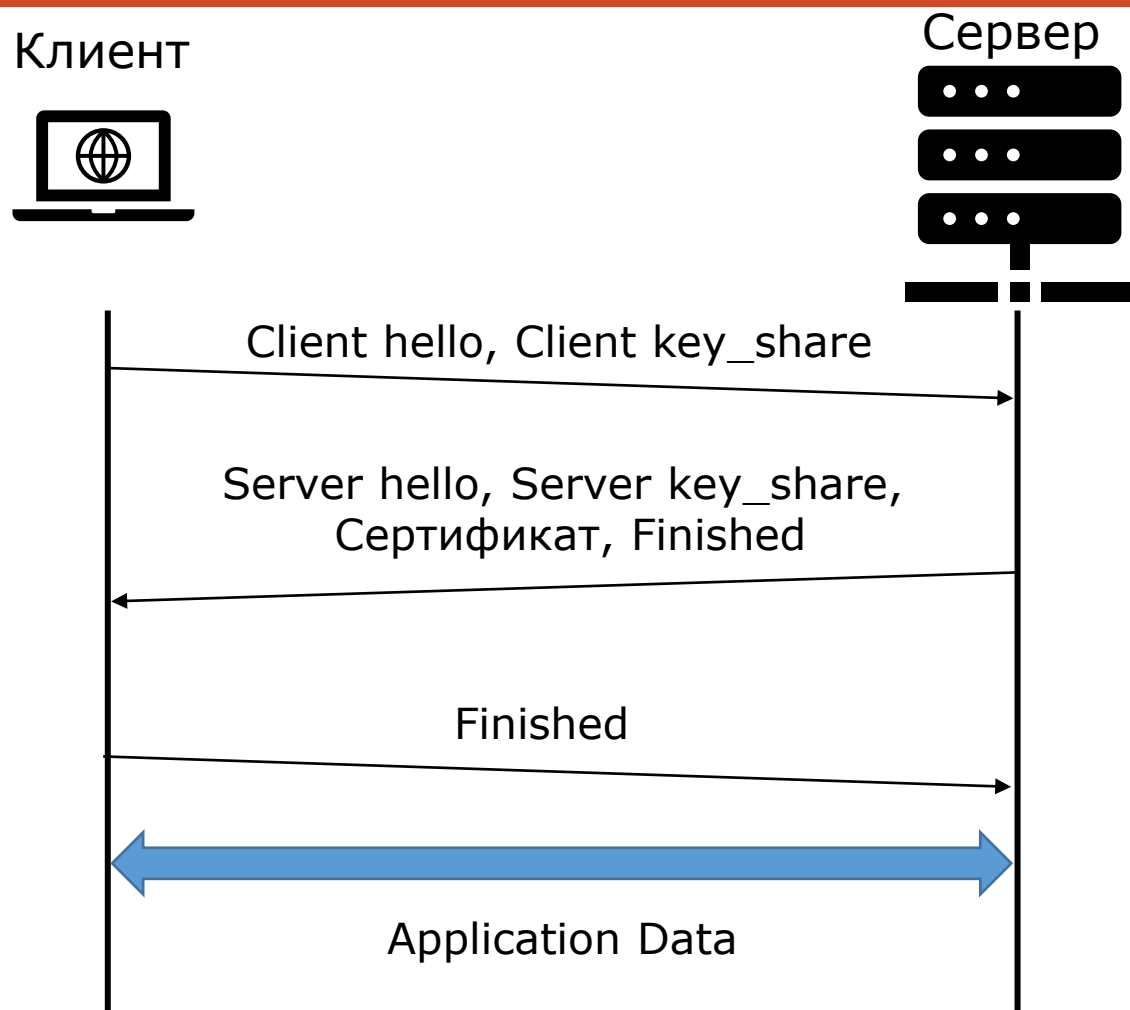 Клиент
Сервер
Client hello, Client key_share
Server hello, Server key_share,
Сертификат, Finished
Finished
Application Data